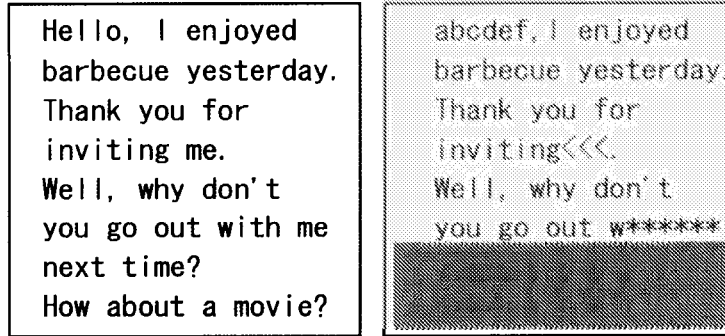 Hello, I enjoyed
barbecue yesterday.
Thank you for
inviting me.
Well, why don't
you go out with me
next time?
How about a movie?
abcdef, I enjoyed
barbecue yesterday.
Thank you for
inviting<<<.
Well, why don't
you go out w******